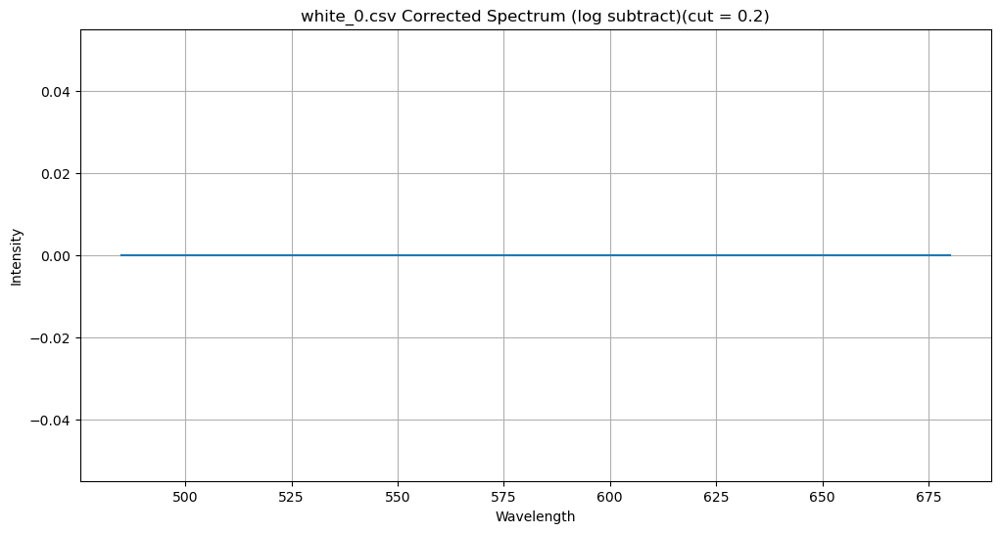 white_0.csv Corrected Spectrum (log subtract)(cut = 0.2)
0.04
0.02
0.00
−0.02
−0.04
Intensity
500 525 550 575 600 625 650 675
Wavelength